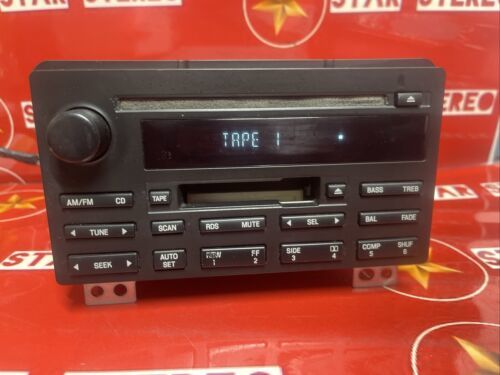 STAR STEREO
STEREO
STAR
TAPE 1
AM/FM CD
TAPE
BASS TREB
TUNE
SCAN
RDS MUTE
SEL
BAL FADE
SEEK
AUTO SET
REW 1 FF 2
SIDE 3 4
COMP 5 SHUF 6
STEREO